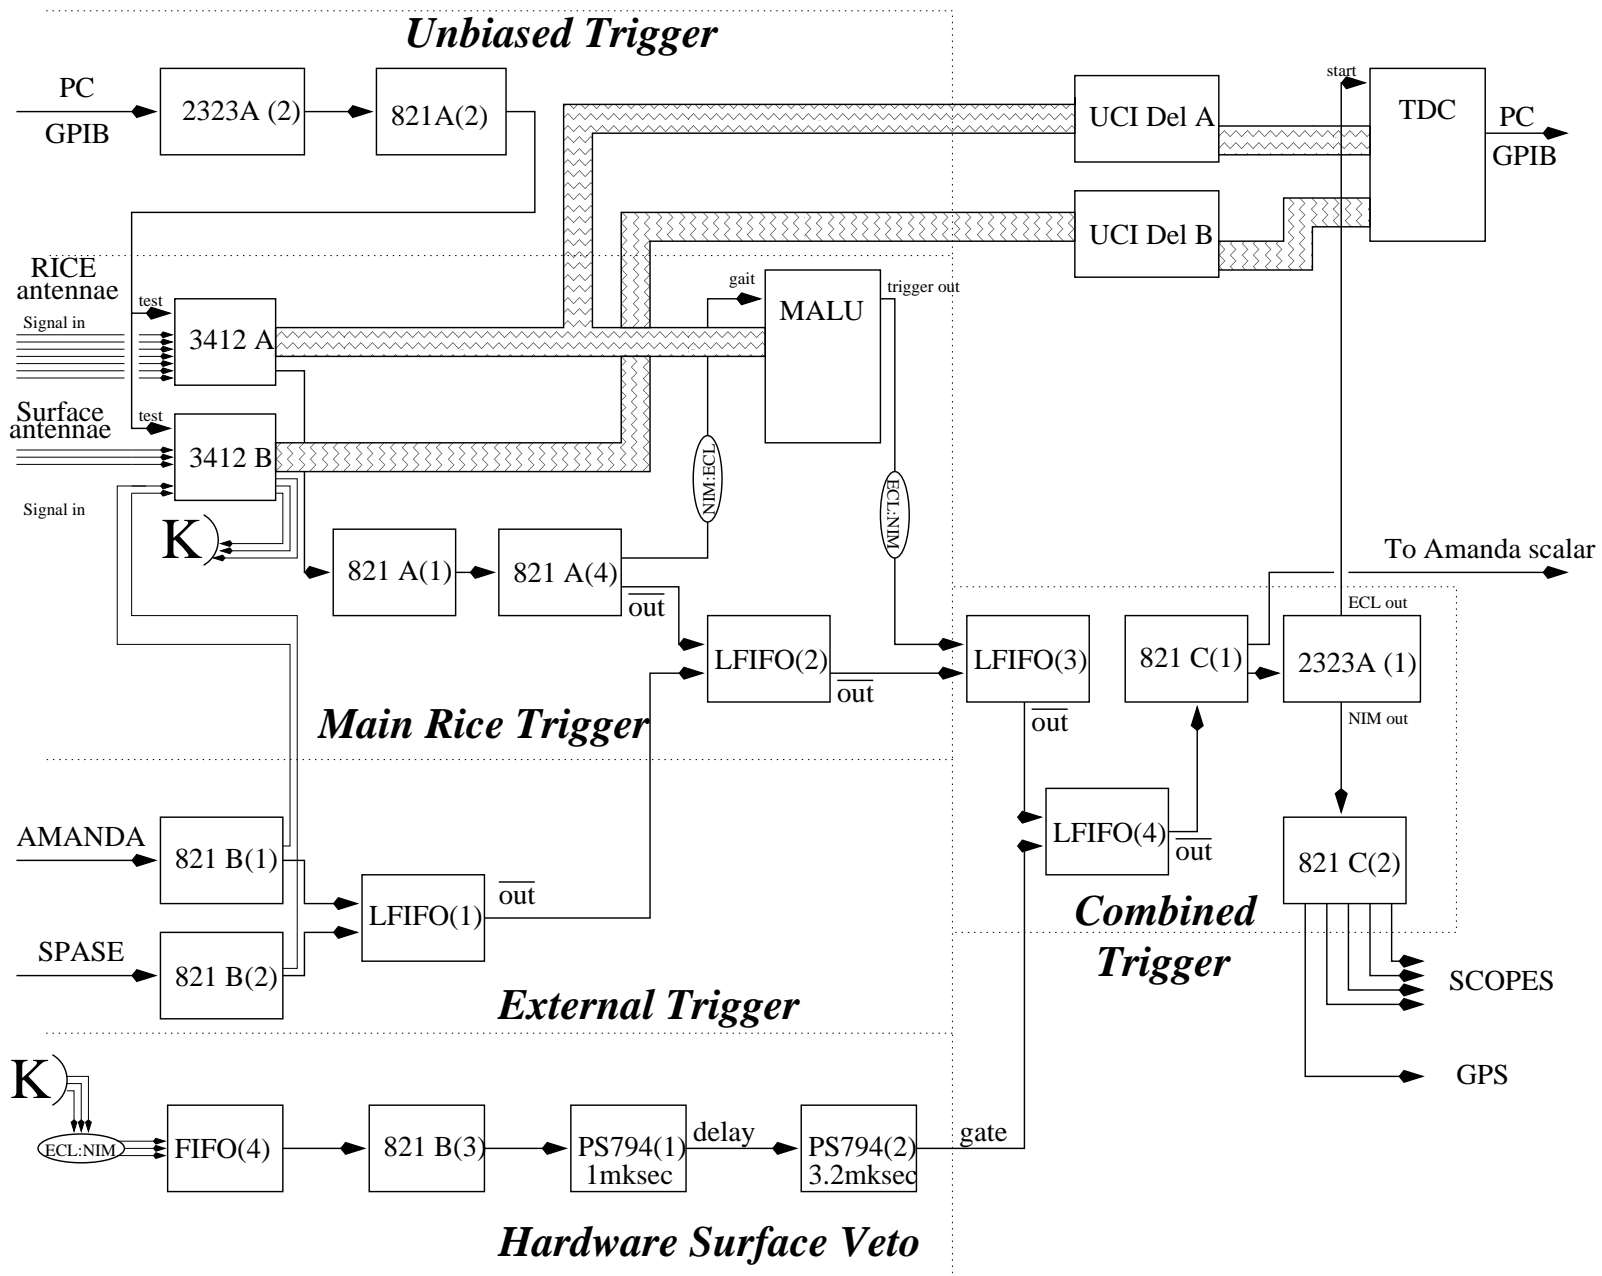 Unbiased Trigger
PC
GPIB
2323A (2)
821A(2)
UCI Del A
start
TDC
PC
GPIB
UCI Del B
RICE
antennae
Signal in
test
3412 A
gait
MALU
trigger out
Surface
antennae
test
3412 B
Signal in
K
NIM:ECL
ECL:NIM
821 A(1)
821 A(4)
out
To Amanda scalar
LFIFO(2)
out
LFIFO(3)
out
821 C(1)
ECL out
2323A (1)
NIM out
Main Rice Trigger
AMANDA
821 B(1)
LFIFO(1)
out
SPASE
821 B(2)
External Trigger
LFIFO(4)
out
821 C(2)
Combined
Trigger
SCOPES
GPS
K
ECL:NIM
FIFO(4)
821 B(3)
PS794(1)
1mksec
delay
PS794(2)
3.2mksec
gate
Hardware Surface Veto